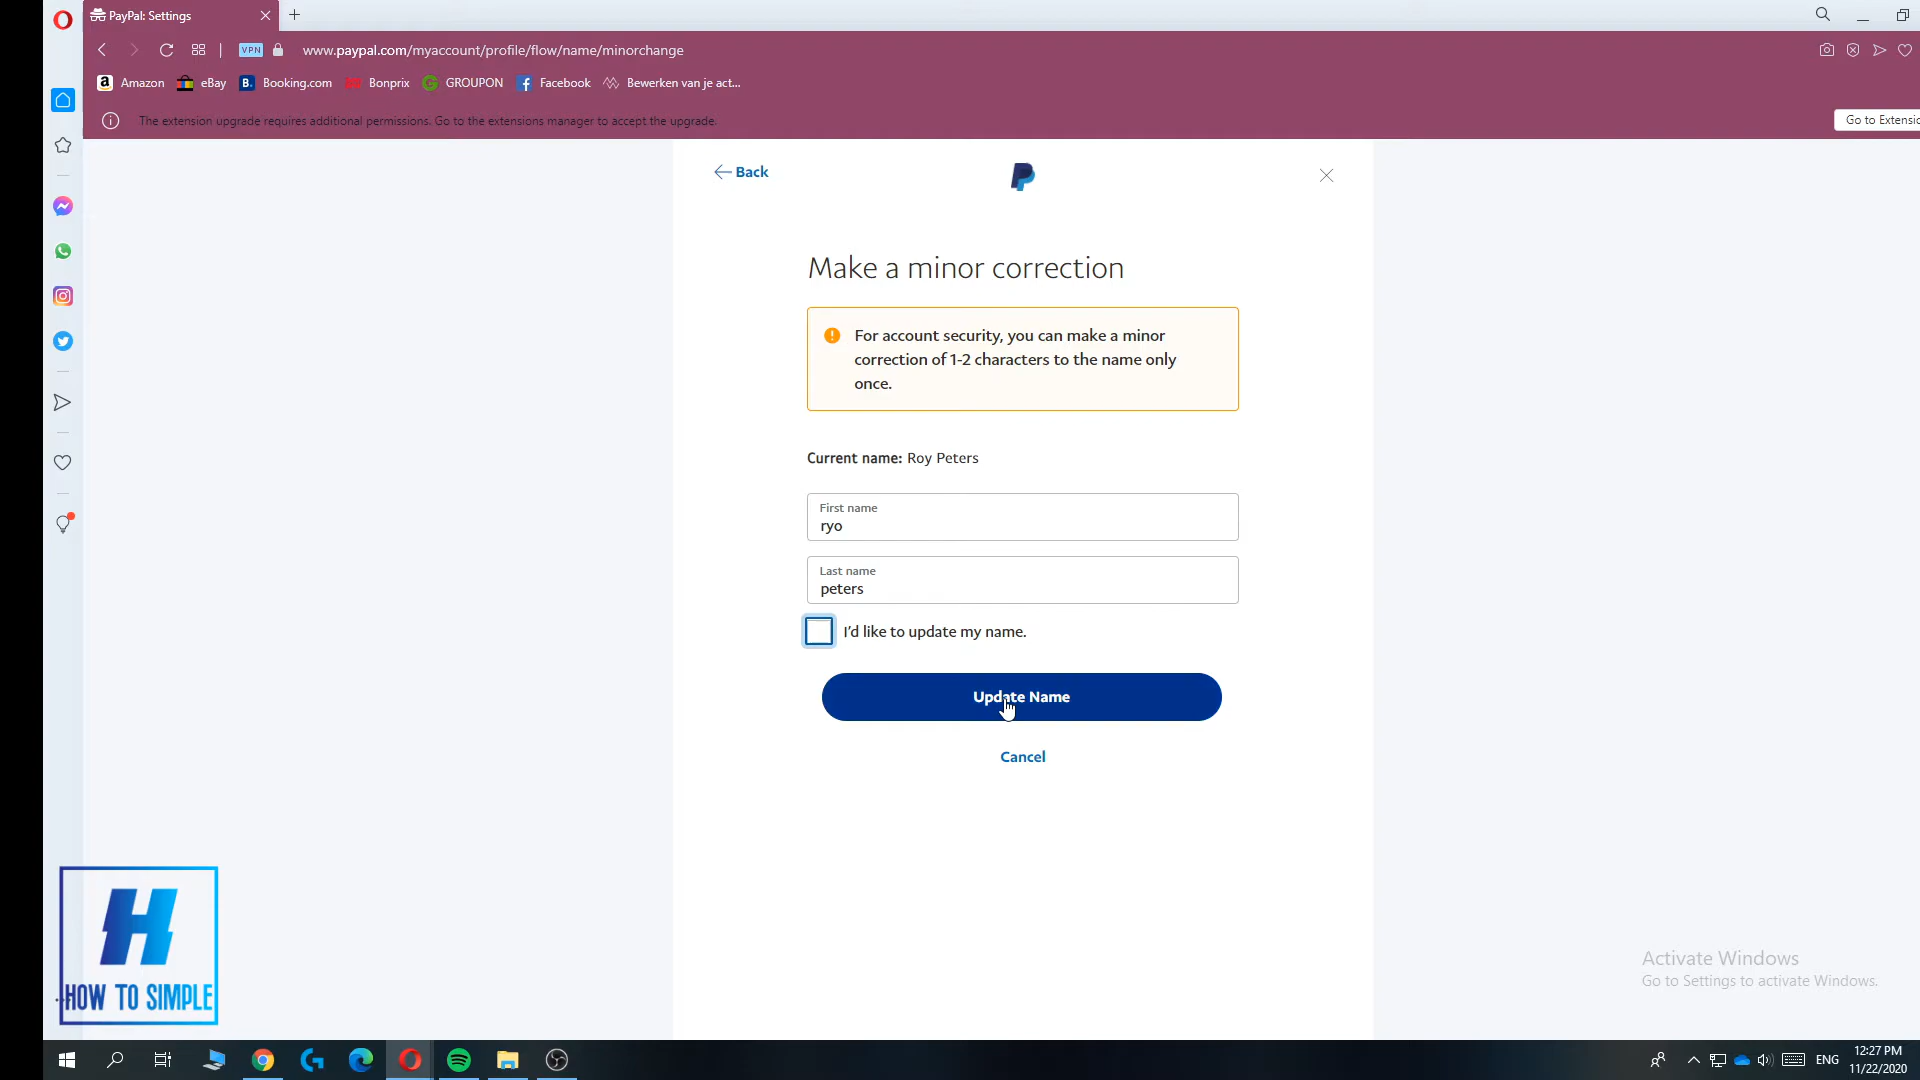 PayPal: Settings
VPN
www.paypal.com/myaccount/profile/flow/name/minorchange
Amazon
eBay
Booking.com
Bonprix
GROUPON
Facebook
Bewerken van je act...
The extension upgrade requires additional permissions. Go to the extensions manager to accept the upgrade.
Go to Extensio
Back
Make a minor correction
For account security, you can make a minor
correction of 1-2 characters to the name only
once.
Current name: Roy Peters
First name
ryo
Last name
peters
I'd like to update my name.
Update Name
Cancel
H
HOW TO SIMPLE
Activate Windows
Go to Settings to activate Windows.
ENG
12:27 PM
11/22/2020